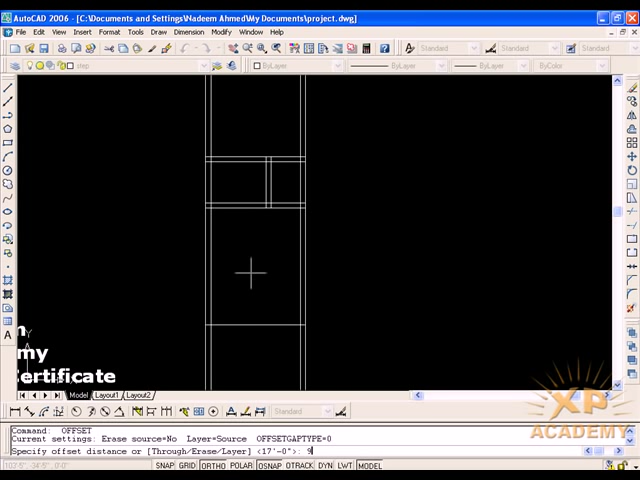 AutoCAD 2006 - [C:\Documents and Settings\Nadeem Ahmed\My Documents\project.dwg]
File Edit View Insert Format Tools Draw Dimension Modify Window Help
Standard Standard Standard
step ByLayer ByLayer ByLayer ByColor
my
Certificate
Model Layout1 Layout2
Standard
XP
ACADEMY
Command: OFFSET
Current settings: Erase source=No Layer=Source OFFSETGAPTYPE=0
Specify offset distance or [Through/Erase/Layer] <17'-0">: 9
SNAP GRID ORTHO POLAR OSNAP OTRACK DYN LWT MODEL